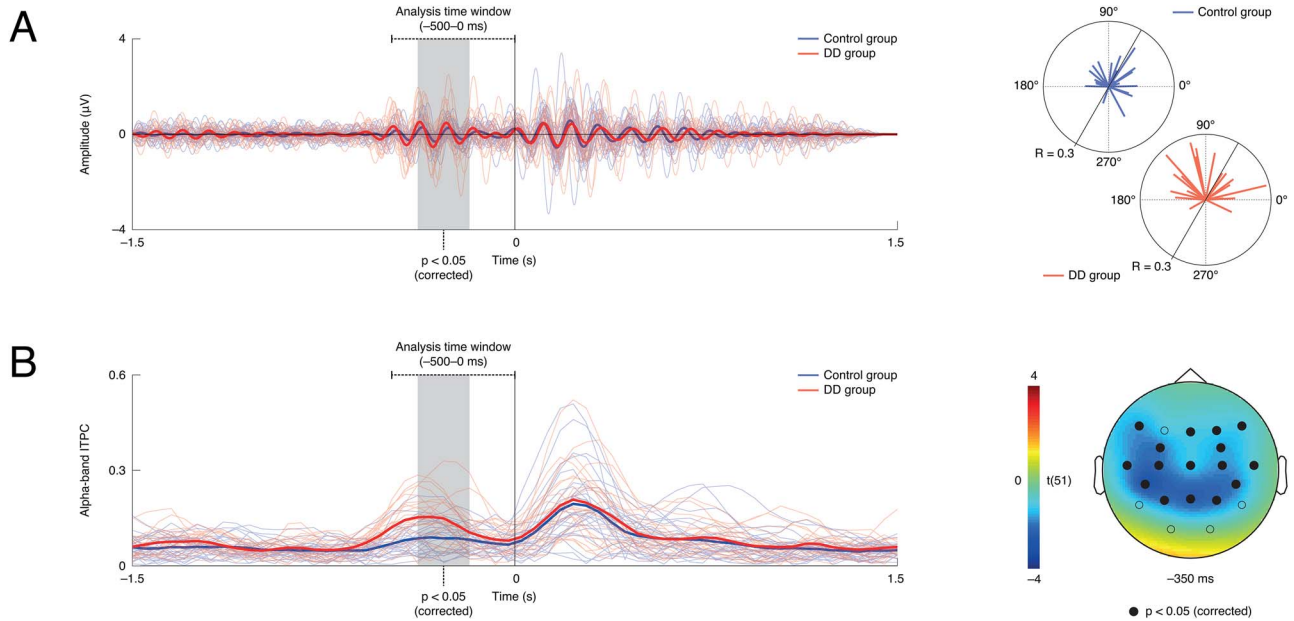 A
Analysis time window
(–500–0 ms)
Control group
DD group
4
0
–4
Amplitude (µV)
–1.5
0
1.5
p < 0.05
(corrected)
Time (s)
90°
Control group
180°
0°
R = 0.3
270°
90°
180°
0°
R = 0.3
270°
DD group
B
Analysis time window
(–500–0 ms)
Control group
DD group
0.6
0.3
0
Alpha-band ITPC
–1.5
0
1.5
p < 0.05
(corrected)
Time (s)
4
0
t(51)
–4
–350 ms
p < 0.05 (corrected)